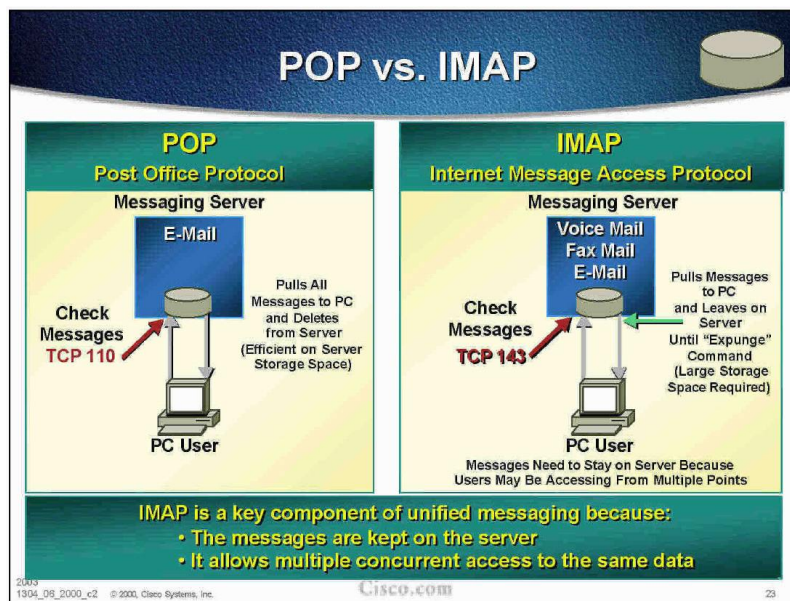 POP vs. IMAP
POP
Post Office Protocol
Messaging Server
E-Mail
Check
Messages
TCP 110
Pulls All
Messages to PC
and Deletes
from Server
(Efficient on Server
Storage Space)
PC User
IMAP
Internet Message Access Protocol
Messaging Server
Voice Mail
Fax Mail
E-Mail
Check
Messages
TCP 143
Pulls Messages
to PC
and Leaves on
Server
Until “Expunge”
Command
(Large Storage
Space Required)
PC User
Messages Need to Stay on Server Because
Users May Be Accessing From Multiple Points
IMAP is a key component of unified messaging because:
• The messages are kept on the server
• It allows multiple concurrent access to the same data
2003
1304_06_2000_c2 © 2000, Cisco Systems, Inc.
Cisco.com
23